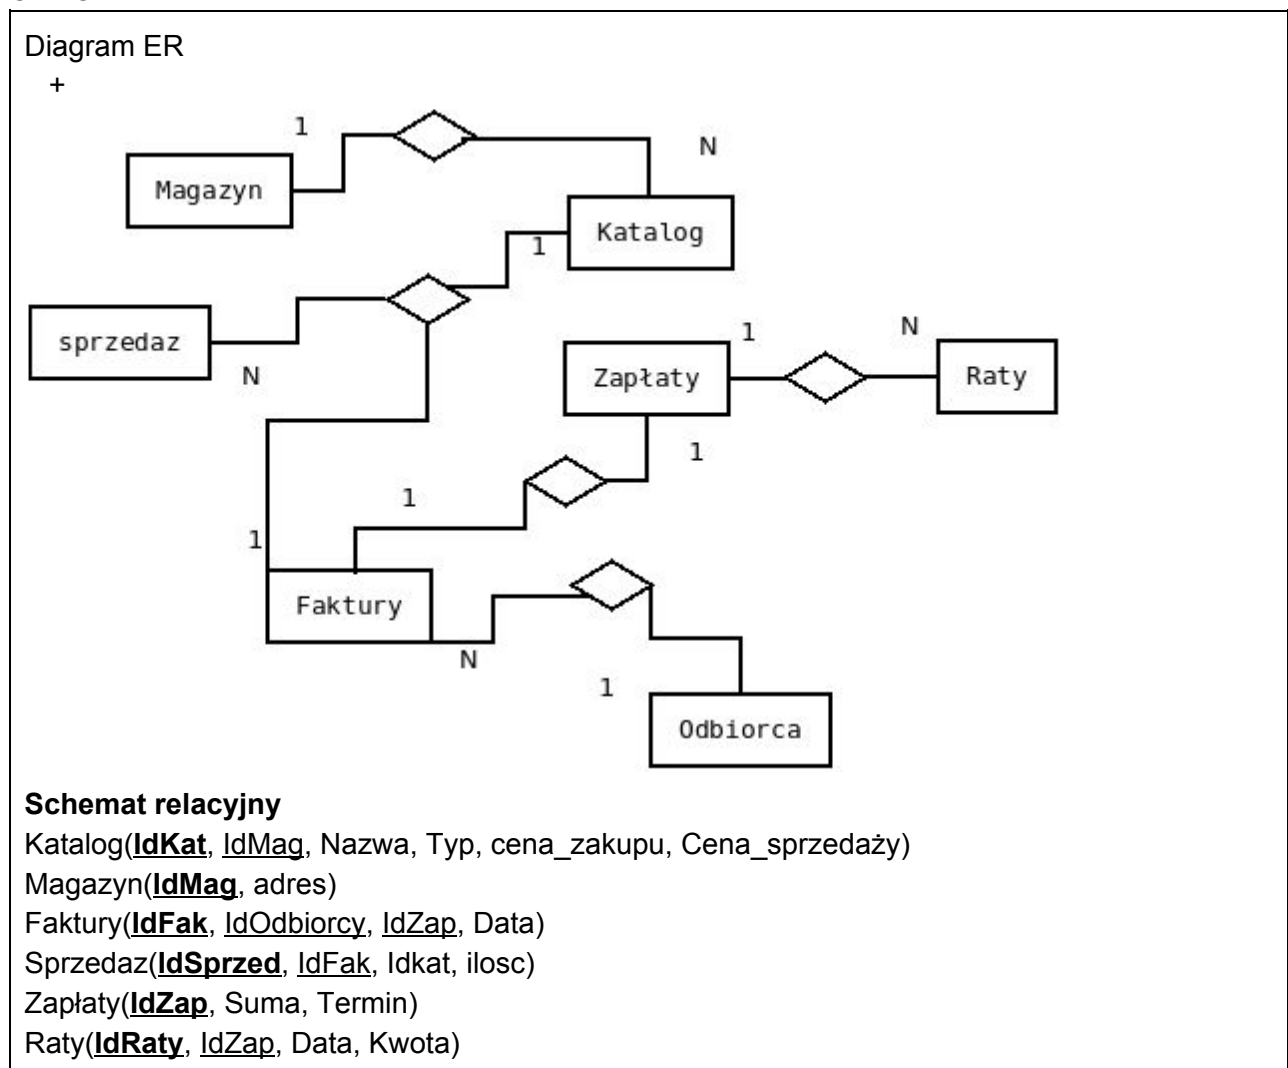 Diagram ER
+
1
N
Magazyn
Katalog
1
sprzedaz
N
1
N
Zapłaty
Raty
1
1
1
Faktury
N
1
Odbiorca
Schemat relacyjny
Katalog(IdKat, IdMag, Nazwa, Typ, cena_zakupu, Cena_sprzedaży)
Magazyn(IdMag, adres)
Faktury(IdFak, IdOdbiorcy, IdZap, Data)
Sprzedaz(IdSprzed, IdFak, Idkat, ilosc)
Zapłaty(IdZap, Suma, Termin)
Raty(IdRaty, IdZap, Data, Kwota)